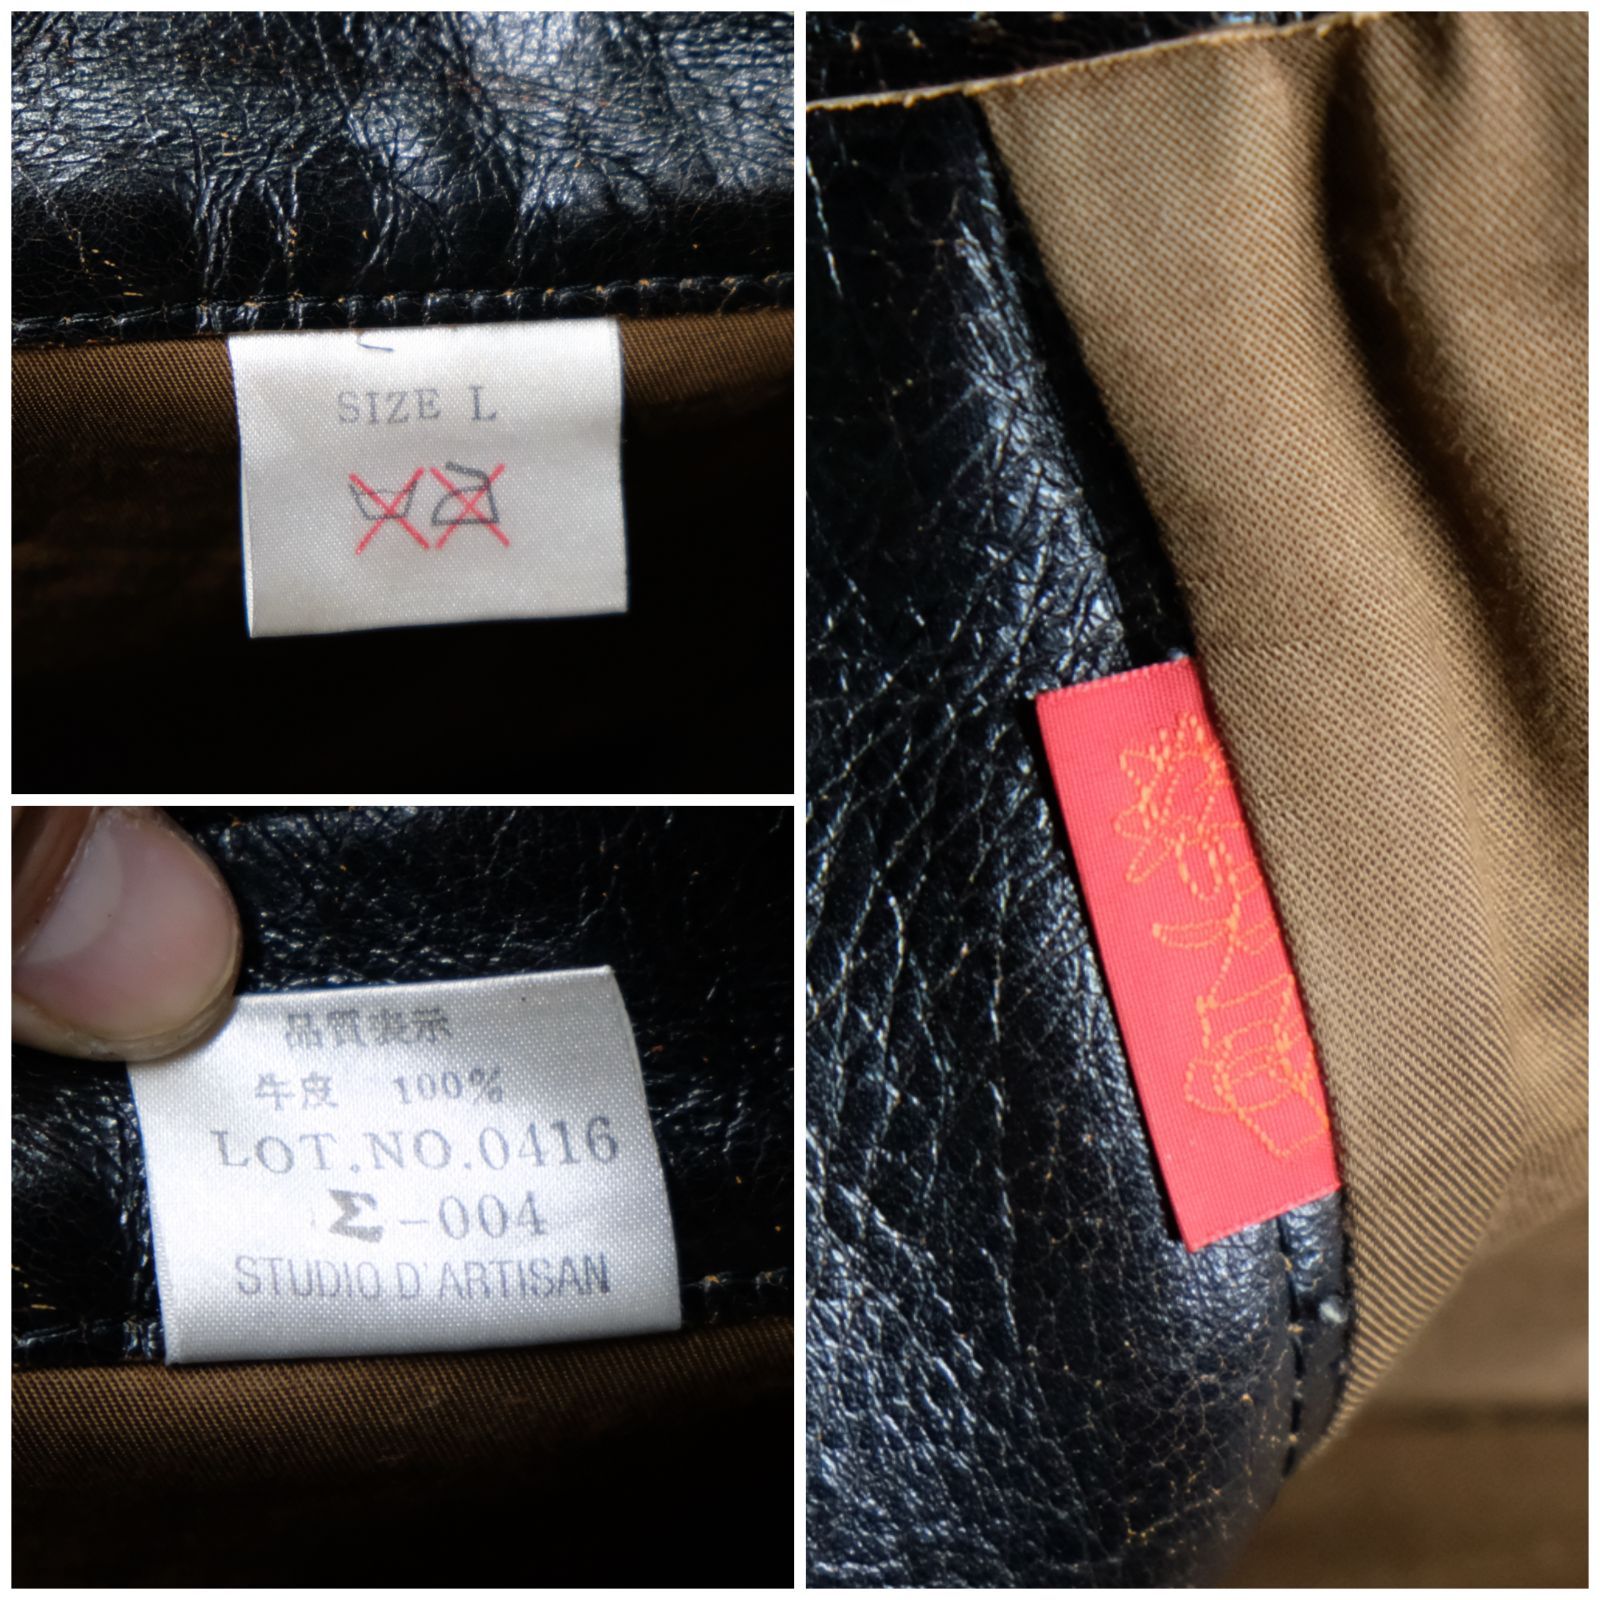 SIZE L
品質表示
牛皮 100%
LOT.NO.0416
Σ-004
STUDIO D'ARTISAN